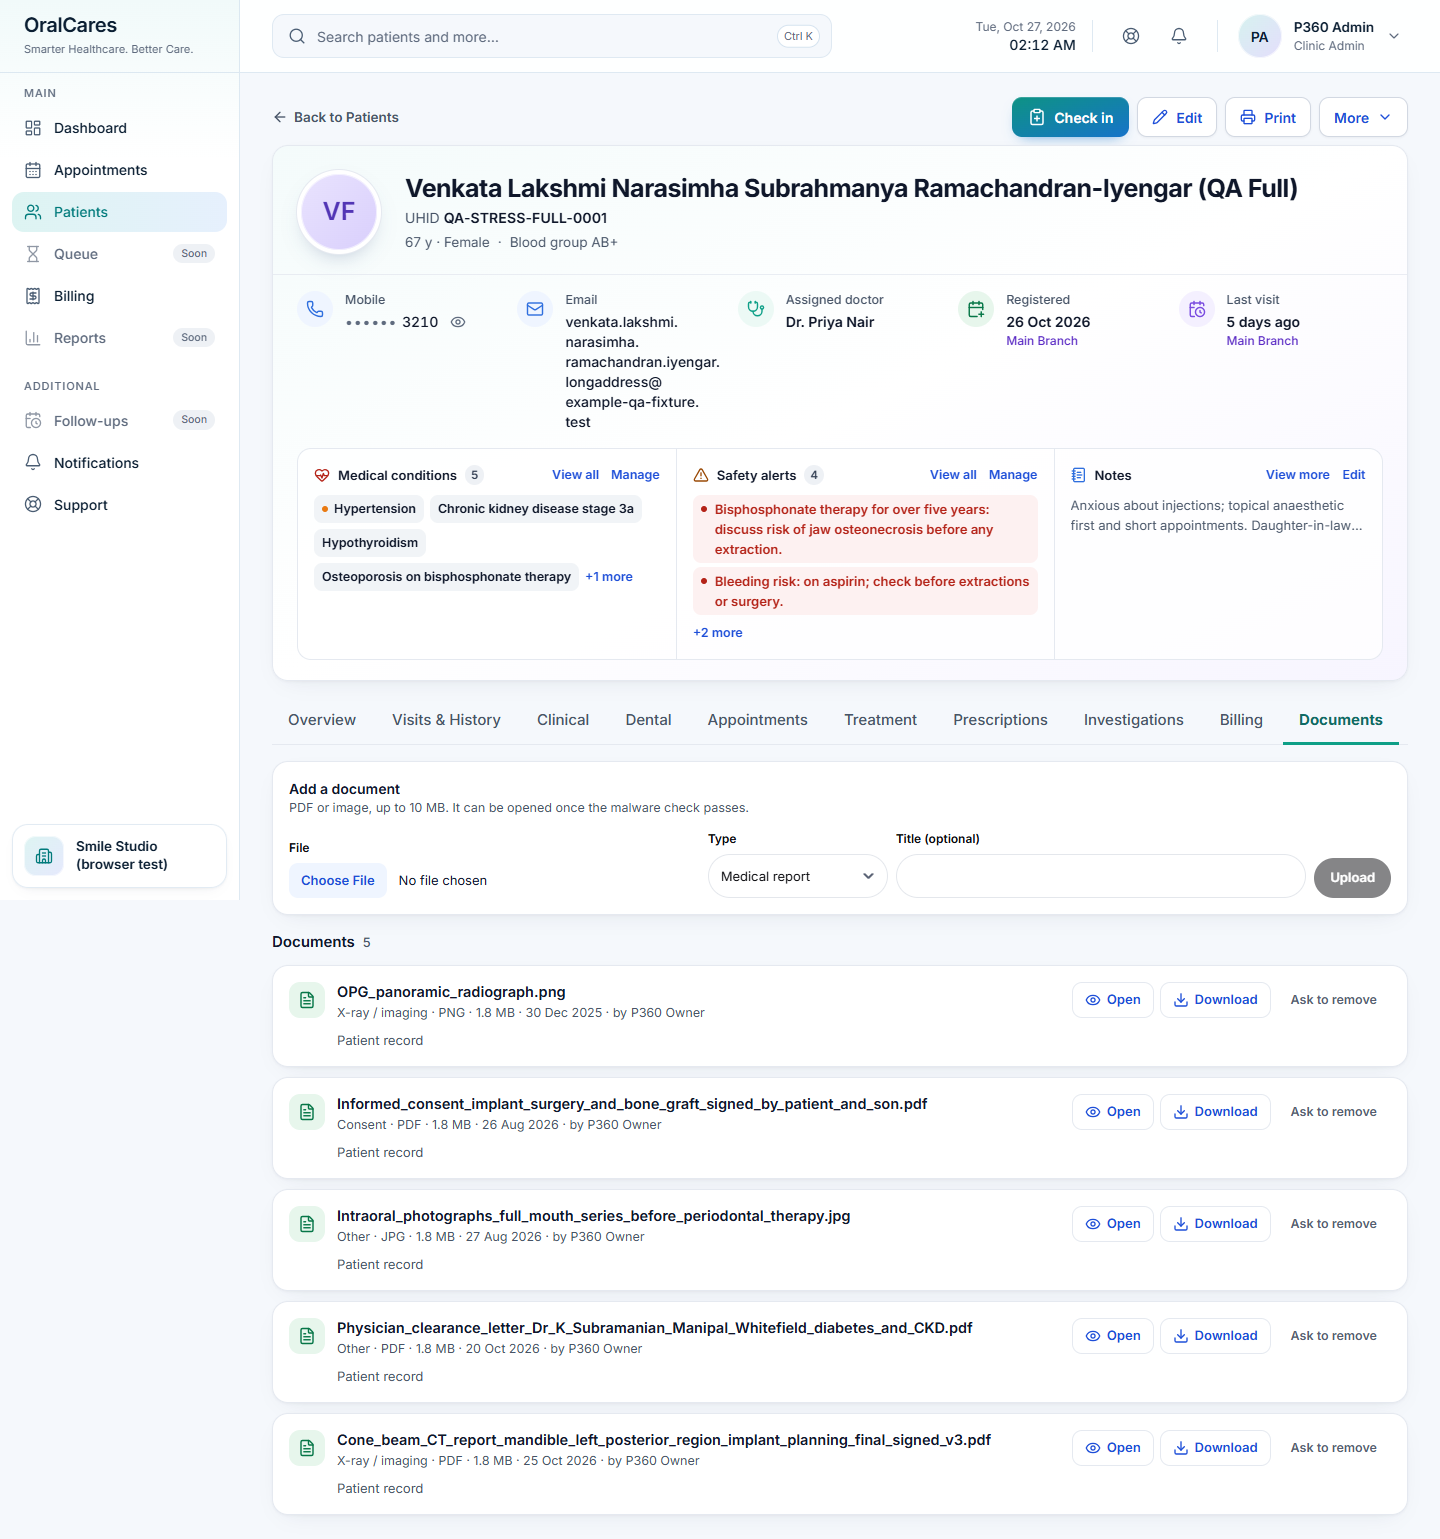 OralCares
Smarter Healthcare. Better Care.
Search patients and more...
Ctrl K
Tue, Oct 27, 2026
02:12 AM
PA
P360 Admin
Clinic Admin
MAIN
Dashboard
Appointments
Patients
Queue
Soon
Billing
Reports
Soon
ADDITIONAL
Follow-ups
Soon
Notifications
Support
Smile Studio
(browser test)
Back to Patients
Check in
Edit
Print
More
VF
Venkata Lakshmi Narasimha Subrahmanya Ramachandran-Iyengar (QA Full)
UHID QA-STRESS-FULL-0001
67 y · Female · Blood group AB+
Mobile
•••••• 3210
Email
venkata.lakshmi.
narasimha.
ramachandran.iyengar.
longaddress@
example-qa-fixture.
test
Assigned doctor
Dr. Priya Nair
Registered
26 Oct 2026
Main Branch
Last visit
5 days ago
Main Branch
Medical conditions 5
View all Manage
Hypertension
Chronic kidney disease stage 3a
Hypothyroidism
Osteoporosis on bisphosphonate therapy
+1 more
Safety alerts 4
View all Manage
Bisphosphonate therapy for over five years:
discuss risk of jaw osteonecrosis before any
extraction.
Bleeding risk: on aspirin; check before extractions
or surgery.
+2 more
Notes
View more Edit
Anxious about injections; topical anaesthetic
first and short appointments. Daughter-in-law...
Overview
Visits & History
Clinical
Dental
Appointments
Treatment
Prescriptions
Investigations
Billing
Documents
Add a document
PDF or image, up to 10 MB. It can be opened once the malware check passes.
File
Choose File No file chosen
Type
Medical report
Title (optional)
Upload
Documents 5
OPG_panoramic_radiograph.png
X-ray / imaging · PNG · 1.8 MB · 30 Dec 2025 · by P360 Owner
Patient record
Open
Download
Ask to remove
Informed_consent_implant_surgery_and_bone_graft_signed_by_patient_and_son.pdf
Consent · PDF · 1.8 MB · 26 Aug 2026 · by P360 Owner
Patient record
Open
Download
Ask to remove
Intraoral_photographs_full_mouth_series_before_periodontal_therapy.jpg
Other · JPG · 1.8 MB · 27 Aug 2026 · by P360 Owner
Patient record
Open
Download
Ask to remove
Physician_clearance_letter_Dr_K_Subramanian_Manipal_Whitefield_diabetes_and_CKD.pdf
Other · PDF · 1.8 MB · 20 Oct 2026 · by P360 Owner
Patient record
Open
Download
Ask to remove
Cone_beam_CT_report_mandible_left_posterior_region_implant_planning_final_signed_v3.pdf
X-ray / imaging · PDF · 1.8 MB · 25 Oct 2026 · by P360 Owner
Patient record
Open
Download
Ask to remove